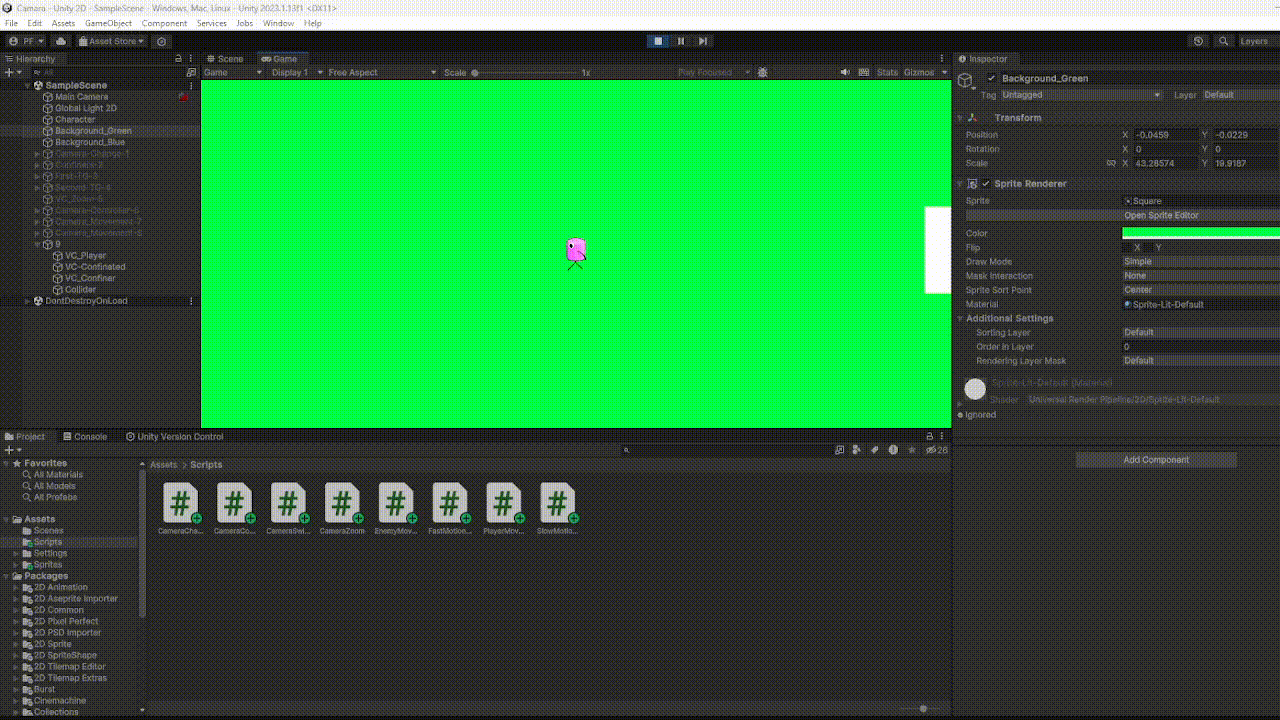 Camera - Unity 2D - SampleScene - Windows, Mac, Linux - Unity 2023.1.13f1 <DX11>
File Edit Assets GameObject Component Services Jobs Window Help
PF Asset Store Layers
Hierarchy Scene Game Inspector
All Game Display 1 Free Aspect Scale 1x Play Focused Stats Gizmos
SampleScene
Main Camera
Global Light 2D
Character
Background_Green
Background_Blue
Camera-Change-1
Confiners-2
First-TG-3
Second-TG-4
VC_Zoom-5
Camera-Controller-6
Camera_Movement-7
Camera_Movement-8
9
VC_Player
VC-Confinated
VC_Confinar
Collider
DontDestroyOnLoad
Background_Green
Tag Untagged Layer Default
Transform
Position X -0.0459 Y -0.0229
Rotation X 0 Y 0
Scale X 43.28574 Y 19.9187
Sprite Renderer
Sprite Square
Open Sprite Editor
Color
Flip X Y
Draw Mode Simple
Mask Interaction None
Sprite Sort Point Center
Material Sprite-Lit-Default
Additional Settings
Sorting Layer Default
Order in Layer 0
Rendering Layer Mask Default
Sprite-Lit-Default (Material)
Shader Universal Render Pipeline/2D/Sprite-Lit-Default
Ignored
Add Component
Project Console Unity Version Control
26
Favorites
All Materials
All Models
All Prefabs
Assets
Scenes
Scripts
Settings
Sprites
Packages
2D Animation
2D Aseprite Importer
2D Common
2D Pixel Perfect
2D PSD Importer
2D Sprite
2D SpriteShape
2D Tilemap Editor
2D Tilemap Extras
Burst
Cinemachine
Collections
Assets > Scripts
# # # # # # # #
CameraCha... CameraCo... CameraSwi... CameraZoom EnemyMov... FastMotion... PlayerMov... SlowMotio...